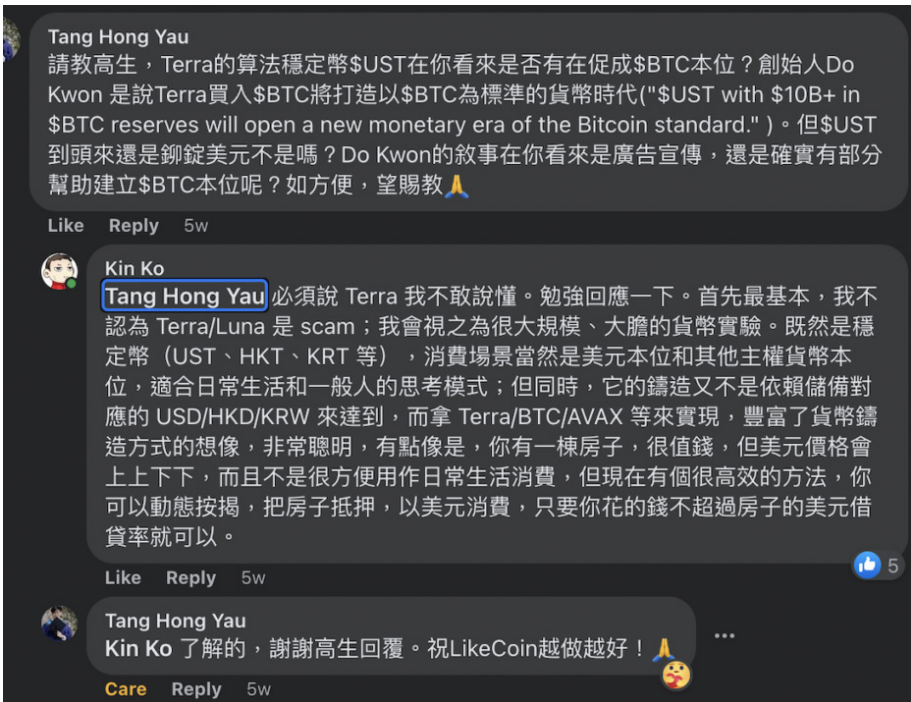 Tang Hong Yau
請教高生，Terra的算法穩定幣$UST在你看來是否有在促成$BTC本位？創始人Do
Kwon 是說Terra買入$BTC將打造以$BTC為標準的貨幣時代("$UST with $10B+ in
$BTC reserves will open a new monetary era of the Bitcoin standard." )。但$UST
到頭來還是鉚錠美元不是嗎？Do Kwon的敘事在你看來是廣告宣傳，還是確實有部分
幫助建立$BTC本位呢？如方便，望賜教🙏
Like Reply 5w
Kin Ko
Tang Hong Yau 必須說 Terra 我不敢說懂。勉強回應一下。首先最基本，我不
認為 Terra/Luna 是 scam；我會視之為很大規模、大膽的貨幣實驗。既然是穩
定幣（UST、HKT、KRT 等），消費場景當然是美元本位和其他主權貨幣本
位，適合日常生活和一般人的思考模式；但同時，它的鑄造又不是依賴儲備對
應的 USD/HKD/KRW 來達到，而拿 Terra/BTC/AVAX 等來實現，豐富了貨幣鑄
造方式的想像，非常聰明，有點像是，你有一棟房子，很值錢，但美元價格會
上上下下，而且不是很方便用作日常生活消費，但現在有個很高效的方法，你
可以動態按揭，把房子抵押，以美元消費，只要你花的錢不超過房子的美元借
貸率就可以。
5
Like Reply 5w
Tang Hong Yau
Kin Ko 了解的，謝謝高生回覆。祝LikeCoin越做越好！🙏
Care Reply 5w